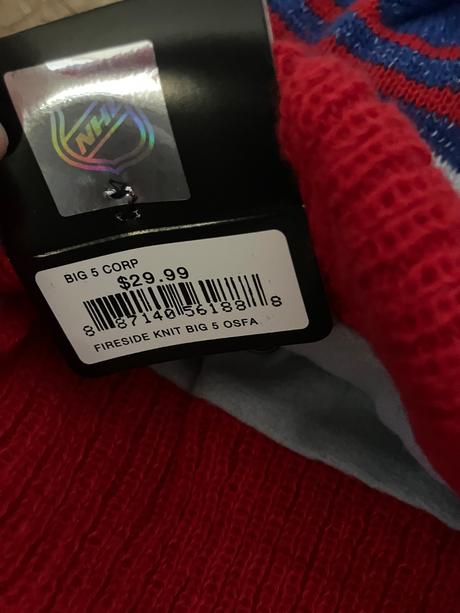 NHL
BIG 5 CORP
$29.99
8 87140 56188 8
FIRESIDE KNIT BIG 5 OSFA